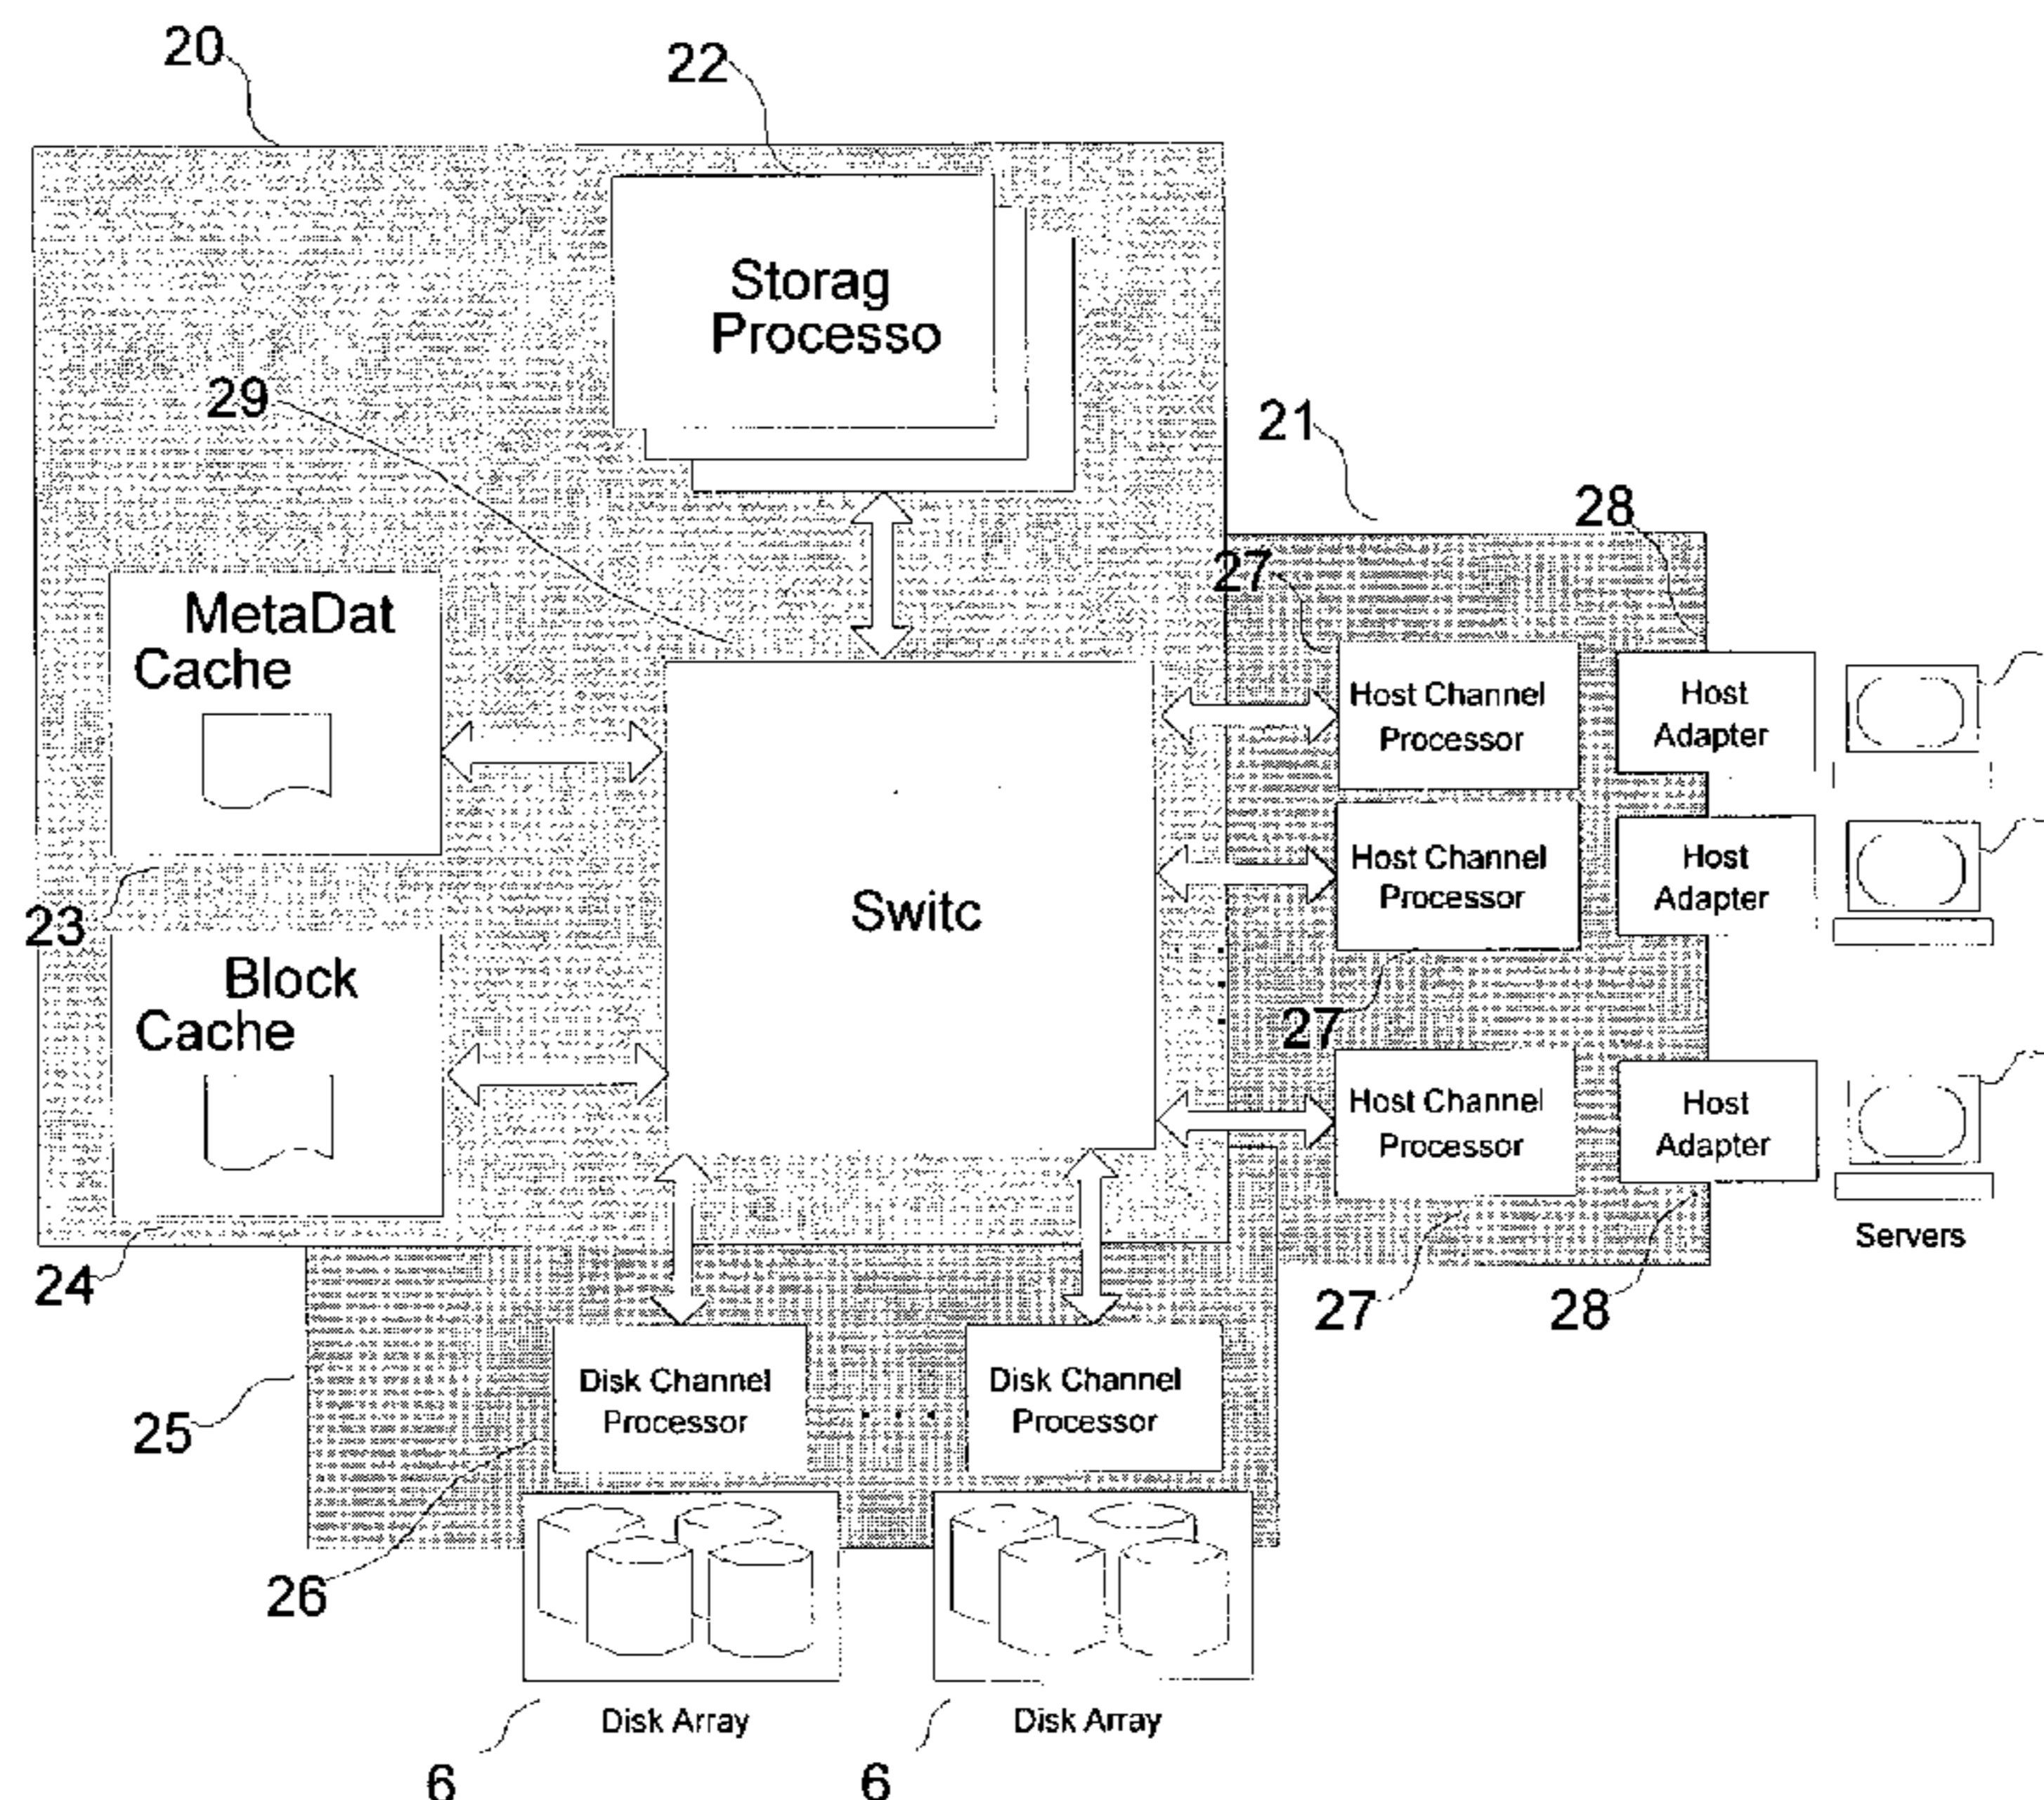 20
22
Storag
Processo
29
21
28
27
MetaDat
Cache
Host Channel
Processor
Host
Adapter
Host Channel
Processor
Host
Adapter
Switc
23
Block
Cache
27
Host Channel
Processor
Host
Adapter
Servers
24
27
28
Disk Channel
Processor
Disk Channel
Processor
25
26
Disk Array
Disk Array
6
6